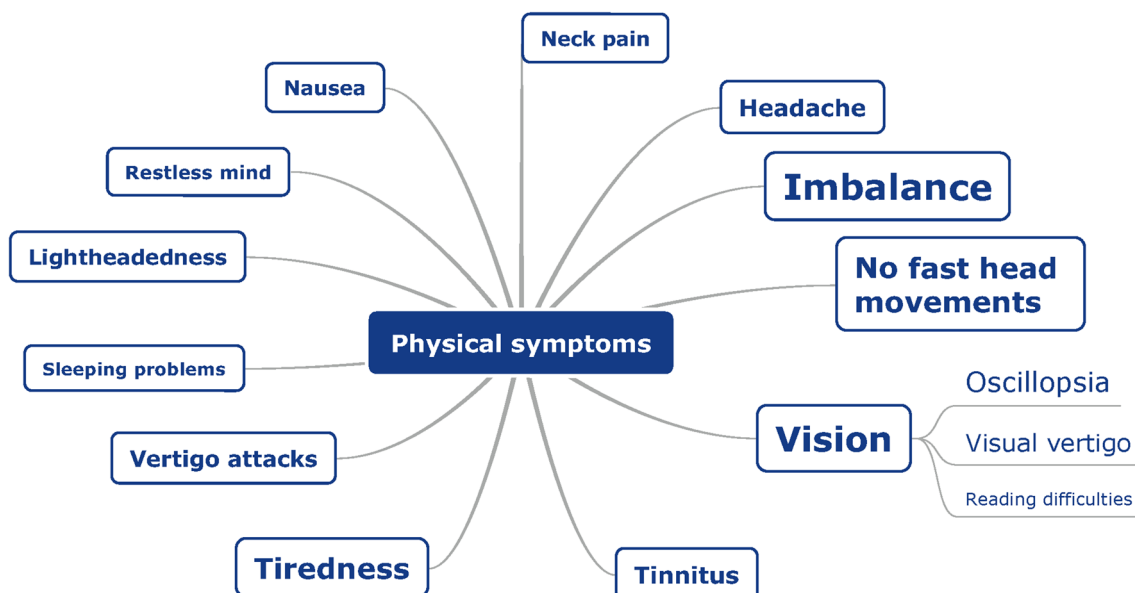 Neck pain
Nausea
Headache
Restless mind
Imbalance
Lightheadedness
No fast head
movements
Physical symptoms
Sleeping problems
Oscillopsia
Vision
Visual vertigo
Vertigo attacks
Reading difficulties
Tiredness
Tinnitus